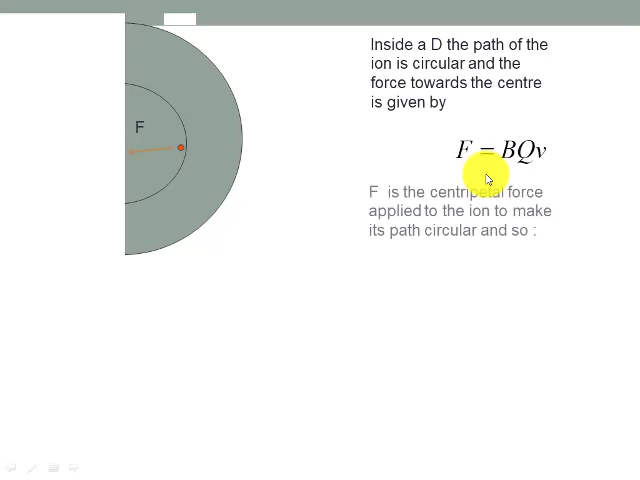 F
Inside a D the path of the
ion is circular and the
force towards the centre
is given by
F = BQv
F is the centripetal force
applied to the ion to make
its path circular and so :